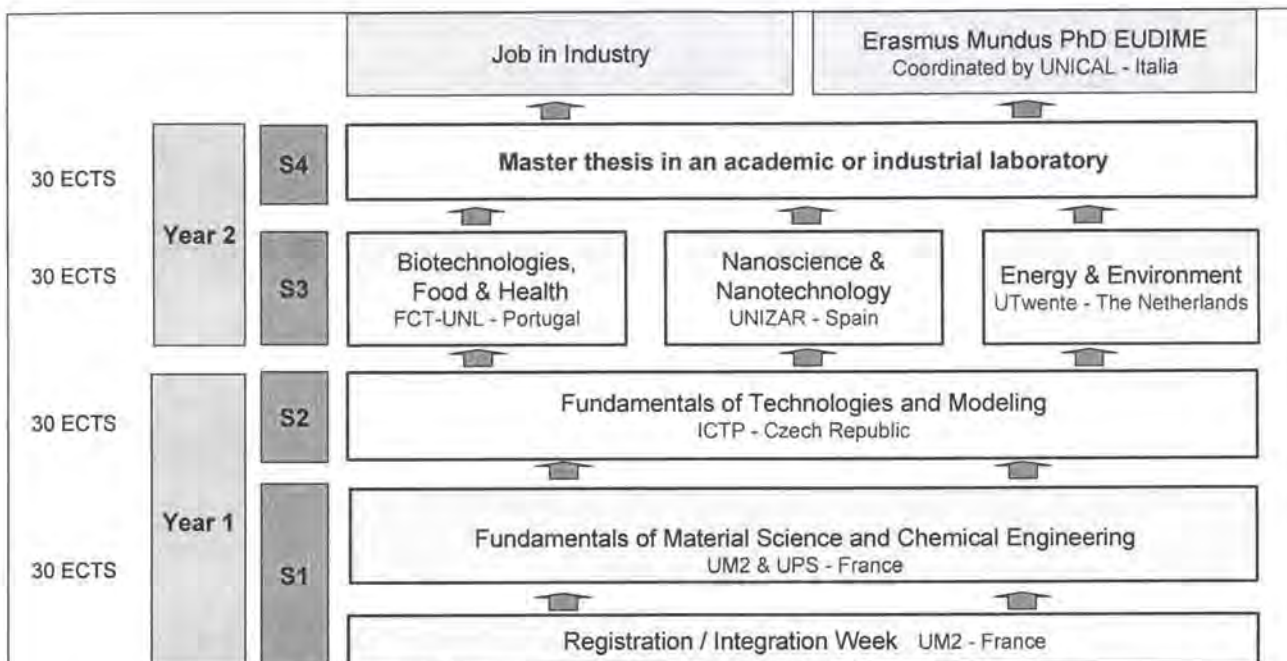 Job in Industry
Erasmus Mundus PhD EUDIME
Coordinated by UNICAL - Italia
30 ECTS
Year 2
S4
Master thesis in an academic or industrial laboratory
30 ECTS
S3
Biotechnologies,
Food & Health
FCT-UNL - Portugal
Nanoscience &
Nanotechnology
UNIZAR - Spain
Energy & Environment
UTwente - The Netherlands
30 ECTS
Year 1
S2
Fundamentals of Technologies and Modeling
ICTP - Czech Republic
30 ECTS
S1
Fundamentals of Material Science and Chemical Engineering
UM2 & UPS - France
Registration / Integration Week UM2 - France